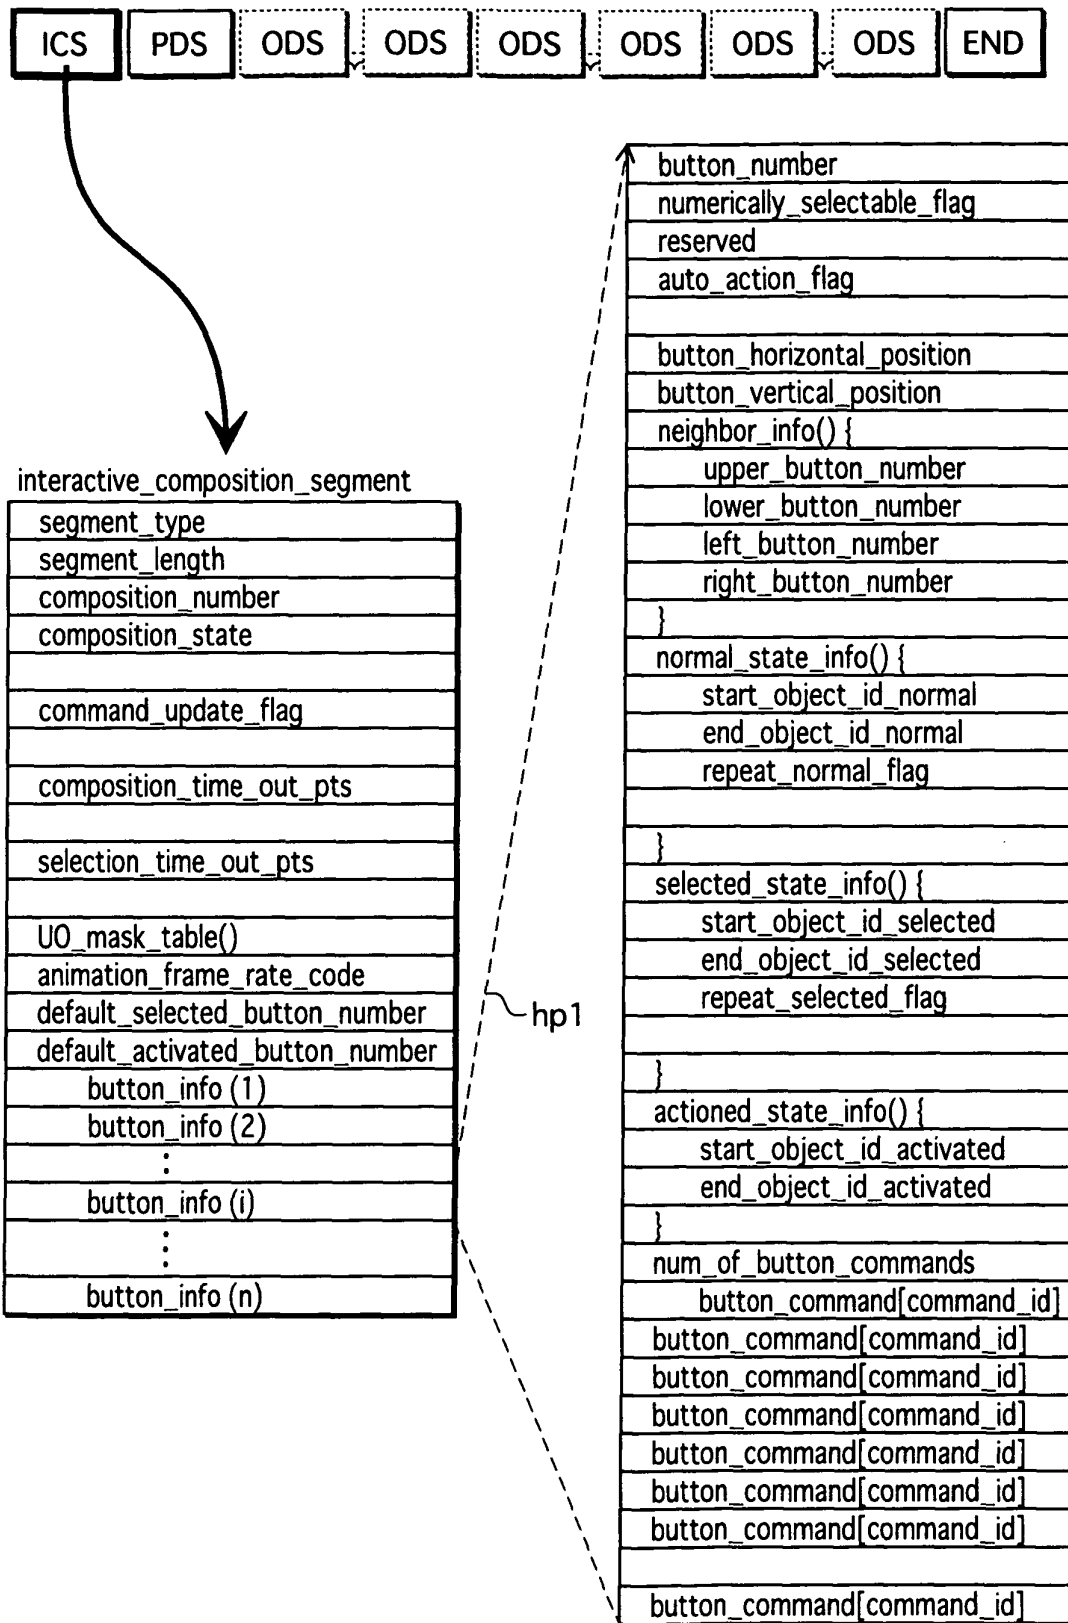 ICS PDS ODS ODS ODS ODS ODS ODS END
interactive_composition_segment
segment_type
segment_length
composition_number
composition_state
command_update_flag
composition_time_out_pts
selection_time_out_pts
UO_mask_table()
animation_frame_rate_code
default_selected_button_number
default_activated_button_number
button_info (1)
button_info (2)
⋮
button_info (i)
⋮
button_info (n)
hp1
button_number
numerically_selectable_flag
reserved
auto_action_flag
button_horizontal_position
button_vertical_position
neighbor_info() {
upper_button_number
lower_button_number
left_button_number
right_button_number
}
normal_state_info() {
start_object_id_normal
end_object_id_normal
repeat_normal_flag
}
selected_state_info() {
start_object_id_selected
end_object_id_selected
repeat_selected_flag
}
actioned_state_info() {
start_object_id_activated
end_object_id_activated
}
num_of_button_commands
button_command[command_id]
button_command[command_id]
button_command[command_id]
button_command[command_id]
button_command[command_id]
button_command[command_id]
button_command[command_id]
button_command[command_id]